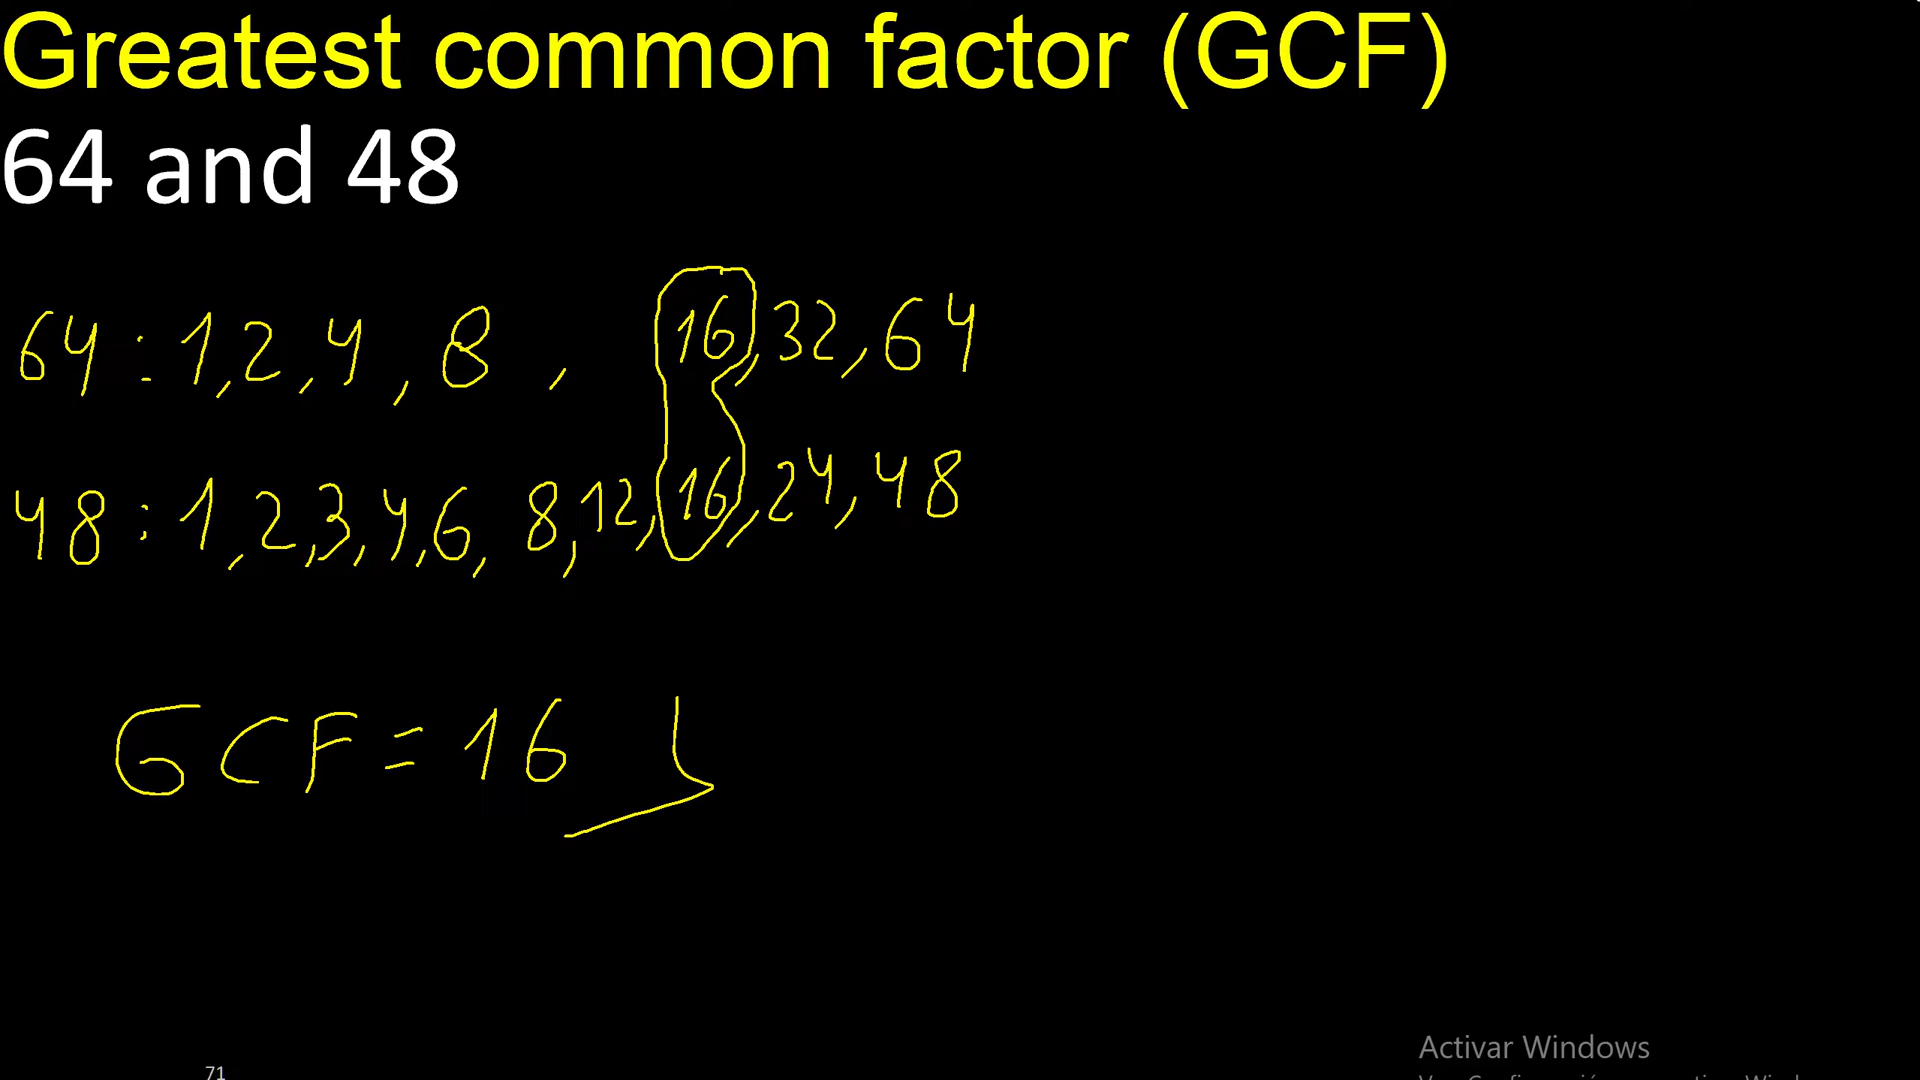 Greatest common factor (GCF)
64 and 48
64 : 1, 2, 4, 8, 16, 32, 64
48 : 1, 2, 3, 4, 6, 8, 12, 16, 24, 48
GCF = 16
Activar Windows
71